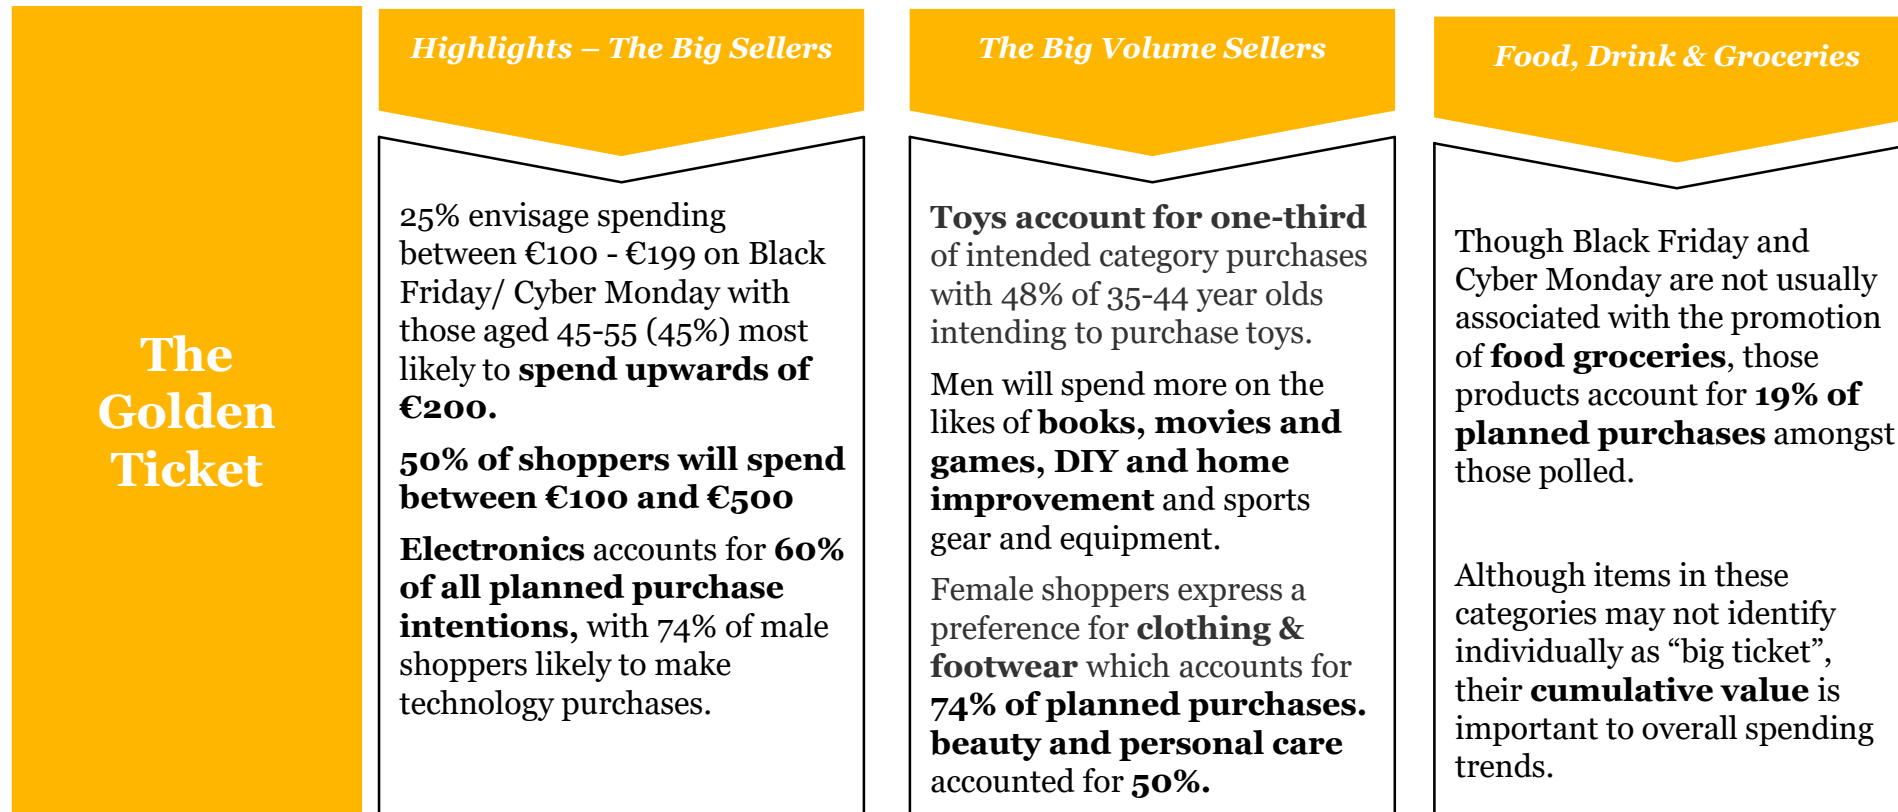 The
Golden
Ticket
Highlights – The Big Sellers
25% envisage spending
between €100 - €199 on Black
Friday/ Cyber Monday with
those aged 45-55 (45%) most
likely to spend upwards of
€200.
50% of shoppers will spend
between €100 and €500
Electronics accounts for 60%
of all planned purchase
intentions, with 74% of male
shoppers likely to make
technology purchases.
The Big Volume Sellers
Toys account for one-third
of intended category purchases
with 48% of 35-44 year olds
intending to purchase toys.
Men will spend more on the
likes of books, movies and
games, DIY and home
improvement and sports
gear and equipment.
Female shoppers express a
preference for clothing &
footwear which accounts for
74% of planned purchases.
beauty and personal care
accounted for 50%.
Food, Drink & Groceries
Though Black Friday and
Cyber Monday are not usually
associated with the promotion
of food groceries, those
products account for 19% of
planned purchases amongst
those polled.
Although items in these
categories may not identify
individually as “big ticket”,
their cumulative value is
important to overall spending
trends.